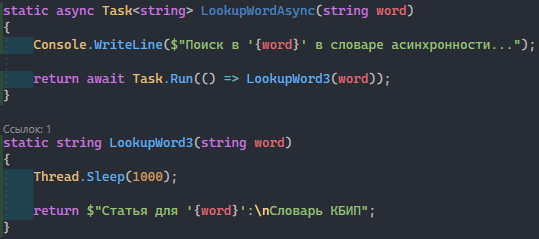 static async Task<string> LookupWordAsync(string word)
{
Console.WriteLine($"Поиск в '{word}' в словаре асинхронности...");
return await Task.Run(() => LookupWord3(word));
}
Ссылок: 1
static string LookupWord3(string word)
{
Thread.Sleep(1000);
return $"Статья для '{word}':\nСловарь КБИП";
}